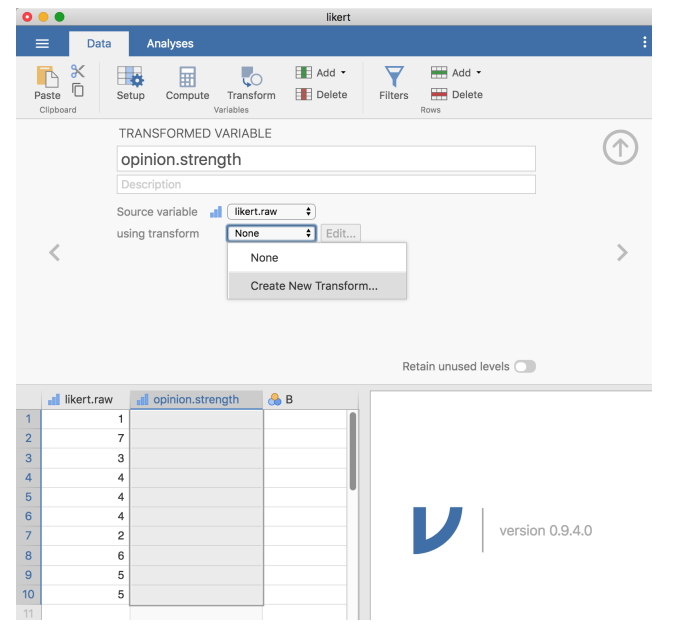 likert
Data Analyses
Paste Setup Compute Transform Add Delete Filters Add Delete
Clipboard Variables Rows
TRANSFORMED VARIABLE
opinion.strength
Description
Source variable likert.raw
using transform None Edit...
None
Create New Transform...
Retain unused levels
likert.raw opinion.strength B
1 1
2 7
3 3
4 4
5 4
6 4
7 2
8 6
9 5
10 5
11
version 0.9.4.0